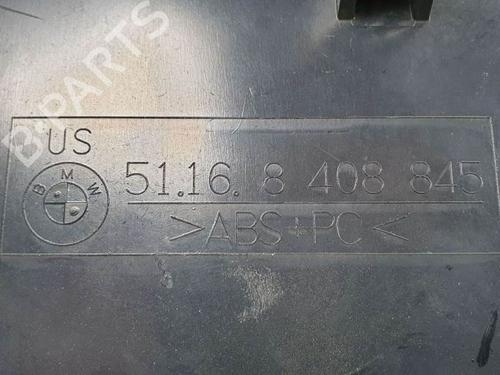 B-PARTS
US
BMW
51.16. 8 408 845
>ABS+PC<